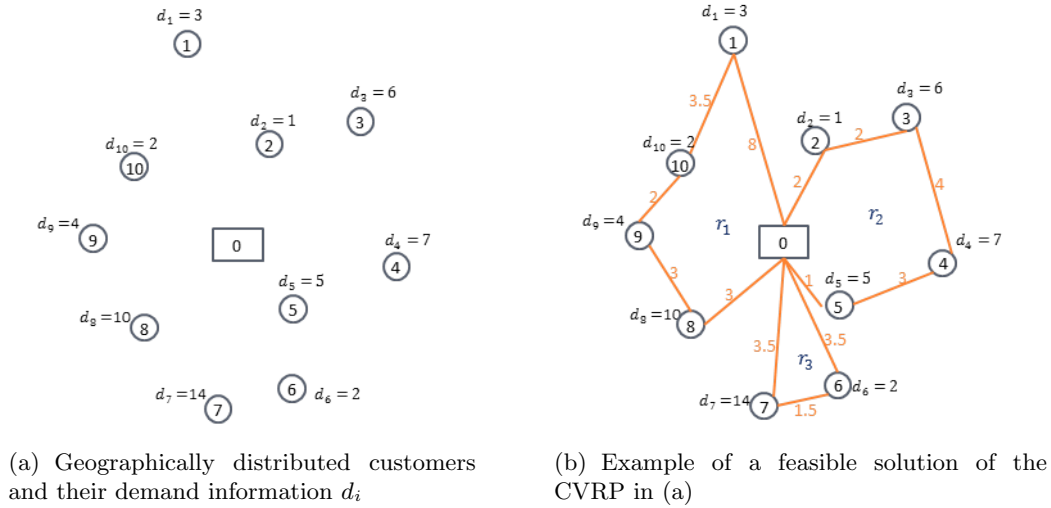 d₁ = 3
1
d₃ = 6
3
d₂ = 1
2
d₁₀ = 2
10
d₉ =4
9
0
d₄ = 7
4
d₅ = 5
5
d₈ =10
8
6
d₆ = 2
d₇ =14
7
(a) Geographically distributed customers
and their demand information dᵢ
d₁ = 3
1
3.5
d₃ = 6
3
d₂ = 1
2
2
d₁₀ = 2
10
8
2
4
2
d₉ =4
9
r₁
r₂
0
d₄ = 7
4
3
3
1
d₅ = 5
5
3
d₈ =10
8
3.5
3.5
r₃
6
d₆ = 2
d₇ =14
7
1.5
(b) Example of a feasible solution of the
CVRP in (a)